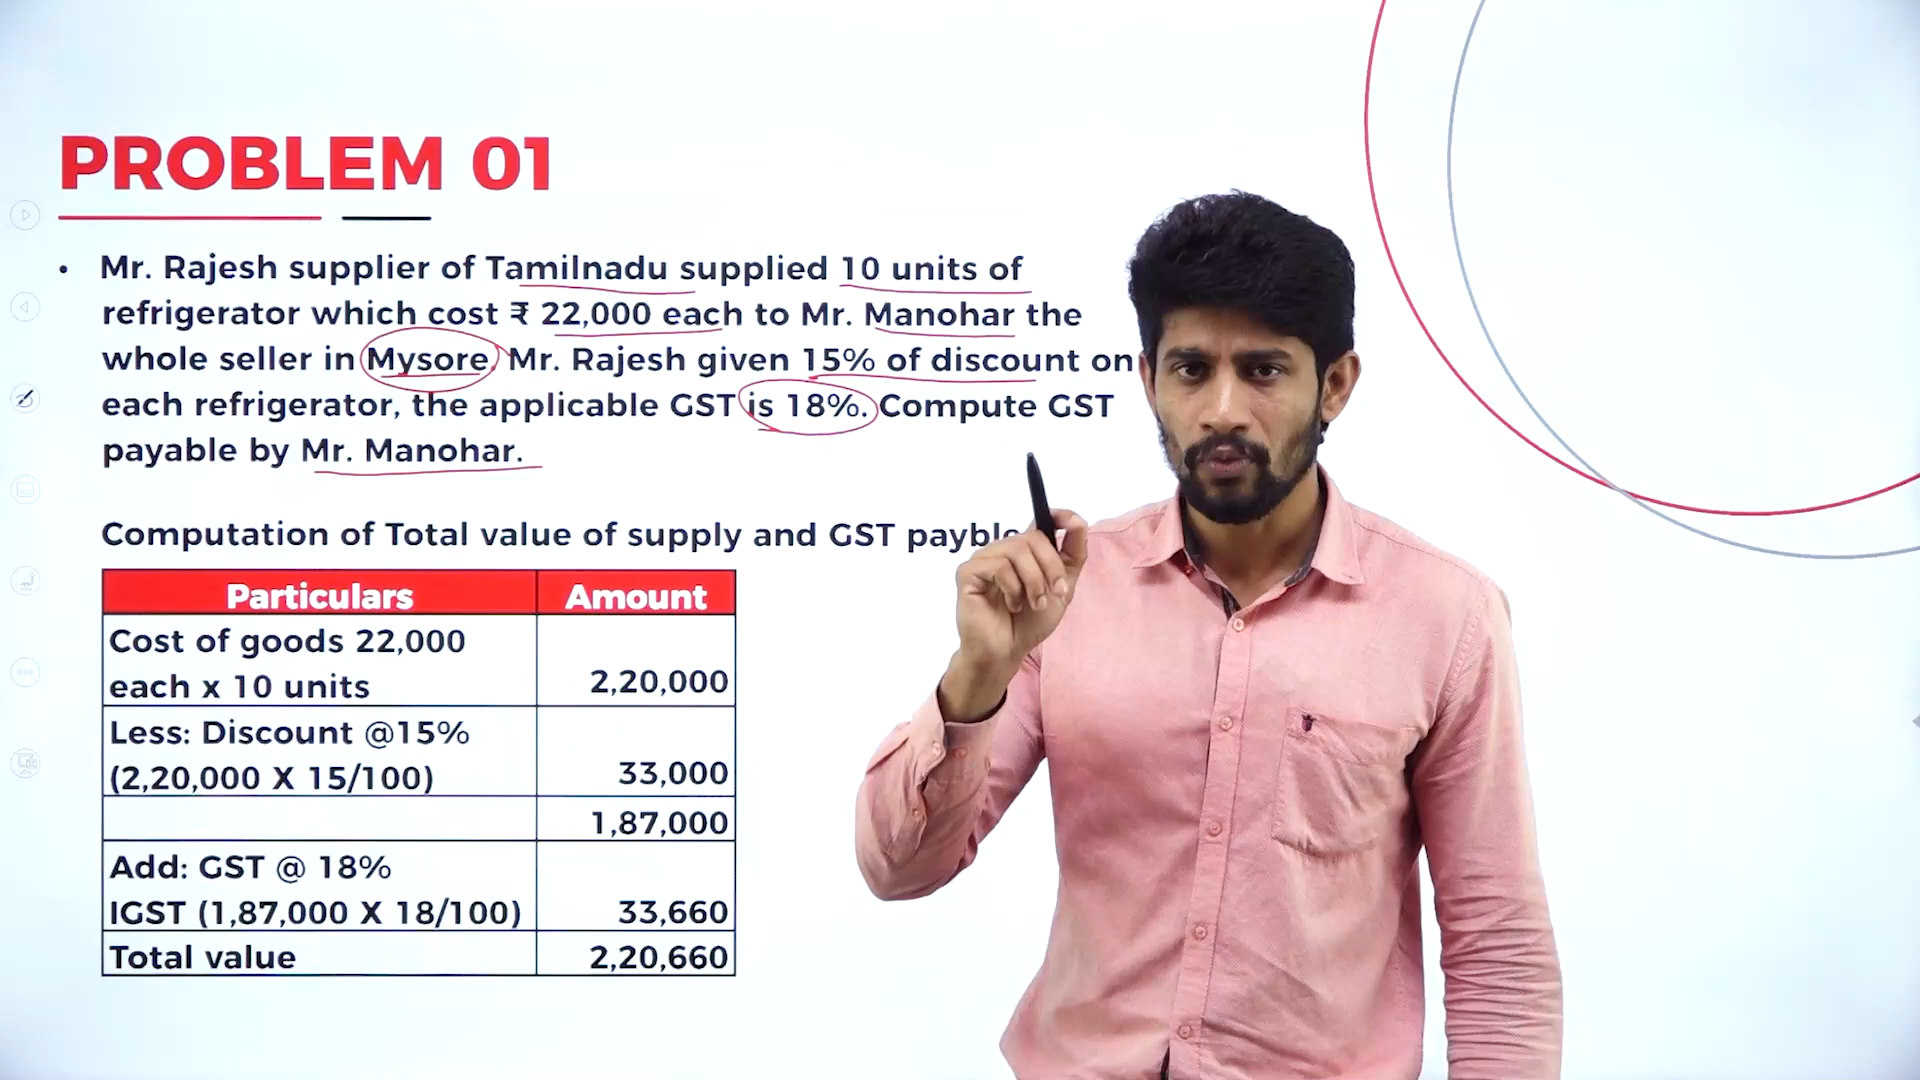 PROBLEM 01
• Mr. Rajesh supplier of Tamilnadu supplied 10 units of
refrigerator which cost ₹ 22,000 each to Mr. Manohar the
whole seller in Mysore. Mr. Rajesh given 15% of discount on
each refrigerator, the applicable GST is 18%. Compute GST
payable by Mr. Manohar.
Computation of Total value of supply and GST payble
Particulars Amount
Cost of goods 22,000
each x 10 units 2,20,000
Less: Discount @15%
(2,20,000 X 15/100) 33,000
1,87,000
Add: GST @ 18%
IGST (1,87,000 X 18/100) 33,660
Total value 2,20,660